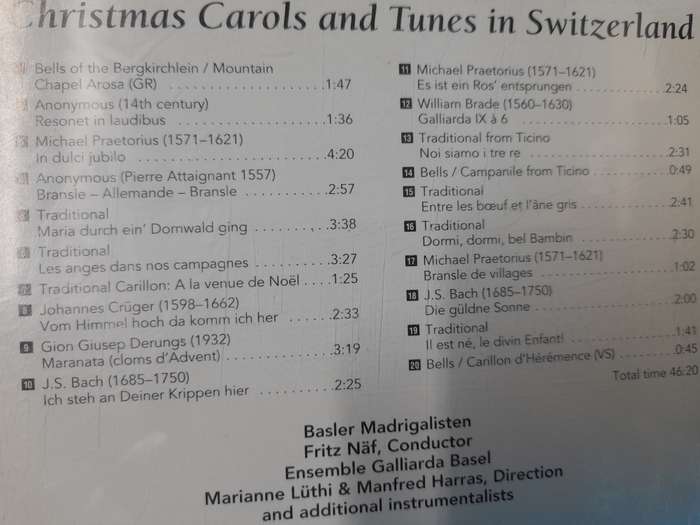 Christmas Carols and Tunes in Switzerland
1 Bells of the Bergkirchlein / Mountain
Chapel Arosa (GR) . . . . . . . . . . . . . . . . . . . . .1:47
Anonymous (14th century)
Resonet in laudibus . . . . . . . . . . . . . . . . . . . .1:36
3 Michael Praetorius (1571–1621)
In dulci jubilo . . . . . . . . . . . . . . . . . . . . . . .4:20
Anonymous (Pierre Attaignant 1557)
Bransle – Allemande – Bransle . . . . . . . . . .2:57
Traditional
Maria durch ein' Dornwald ging . . . . . . . . .3:38
Traditional
Les anges dans nos campagnes . . . . . . . . .3:27
7 Traditional Carillon: A la venue de Noël . . . .1:25
8 Johannes Crüger (1598–1662)
Vom Himmel hoch da komm ich her . . . . . .2:33
9 Gion Giusep Derungs (1932)
Maranata (cloms d'Advent) . . . . . . . . . . . . .3:19
10 J.S. Bach (1685–1750)
Ich steh an Deiner Krippen hier . . . . . . . . .2:25
11 Michael Praetorius (1571–1621)
Es ist ein Ros' entsprungen . . . . . . . . . . . .2:24
12 William Brade (1560–1630)
Galliarda IX à 6 . . . . . . . . . . . . . . . . . . . . .1:05
13 Traditional from Ticino
Noi siamo i tre re . . . . . . . . . . . . . . . . . . .2:31
14 Bells / Campanile from Ticino . . . . . . . . . .0:49
15 Traditional
Entre les bœuf et l'âne gris . . . . . . . . . . . .2:41
16 Traditional
Dormi, dormi, bel Bambin . . . . . . . . . . . . .2:30
17 Michael Praetorius (1571–1621)
Bransle de villages . . . . . . . . . . . . . . . . . .1:02
18 J.S. Bach (1685–1750)
Die güldne Sonne . . . . . . . . . . . . . . . . . . .2:00
19 Traditional
Il est né, le divin Enfant! . . . . . . . . . . . . . .1:41
20 Bells / Carillon d'Hérémence (VS) . . . . . . .0:45
Total time 46:20
Basler Madrigalisten
Fritz Näf, Conductor
Ensemble Galliarda Basel
Marianne Lüthi & Manfred Harras, Direction
and additional instrumentalists